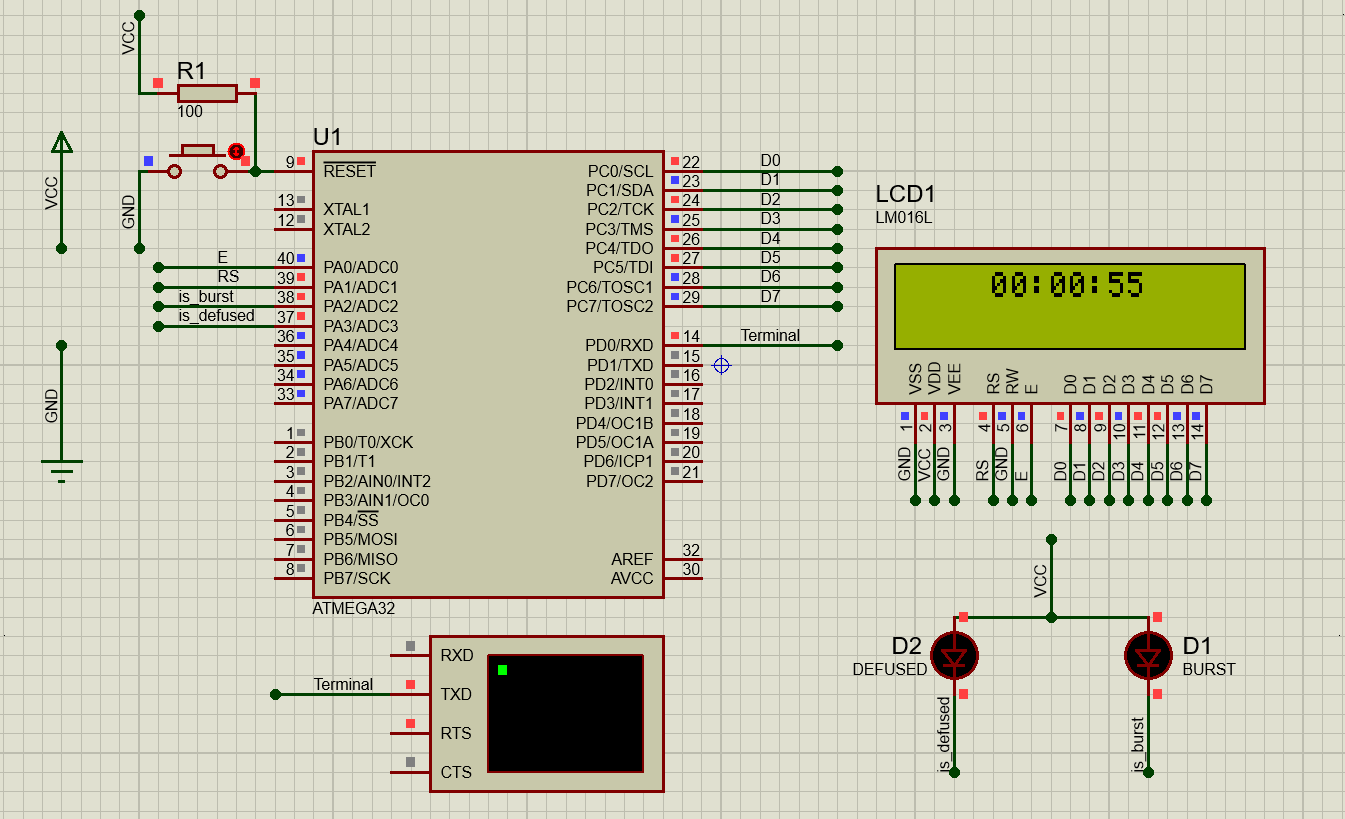 VCC
R1
100
VCC
GND
GND
U1
9 RESET
13 XTAL1
12 XTAL2
E 40 PA0/ADC0
RS 39 PA1/ADC1
is_burst 38 PA2/ADC2
is_defused 37 PA3/ADC3
36 PA4/ADC4
35 PA5/ADC5
34 PA6/ADC6
33 PA7/ADC7
1 PB0/T0/XCK
2 PB1/T1
3 PB2/AIN0/INT2
4 PB3/AIN1/OC0
5 PB4/SS
6 PB5/MOSI
7 PB6/MISO
8 PB7/SCK
PC0/SCL 22 D0
PC1/SDA 23 D1
PC2/TCK 24 D2
PC3/TMS 25 D3
PC4/TDO 26 D4
PC5/TDI 27 D5
PC6/TOSC1 28 D6
PC7/TOSC2 29 D7
PD0/RXD 14 Terminal
PD1/TXD 15
PD2/INT0 16
PD3/INT1 17
PD4/OC1B 18
PD5/OC1A 19
PD6/ICP1 20
PD7/OC2 21
AREF 32
AVCC 30
ATMEGA32
RXD
Terminal TXD
RTS
CTS
LCD1
LM016L
00:00:55
VSS VDD VEE RS RW E D0 D1 D2 D3 D4 D5 D6 D7
1 2 3 4 5 6 7 8 9 10 11 12 13 14
GND VCC GND RS GND E D0 D1 D2 D3 D4 D5 D6 D7
VCC
D2
DEFUSED
is_defused
D1
BURST
is_burst